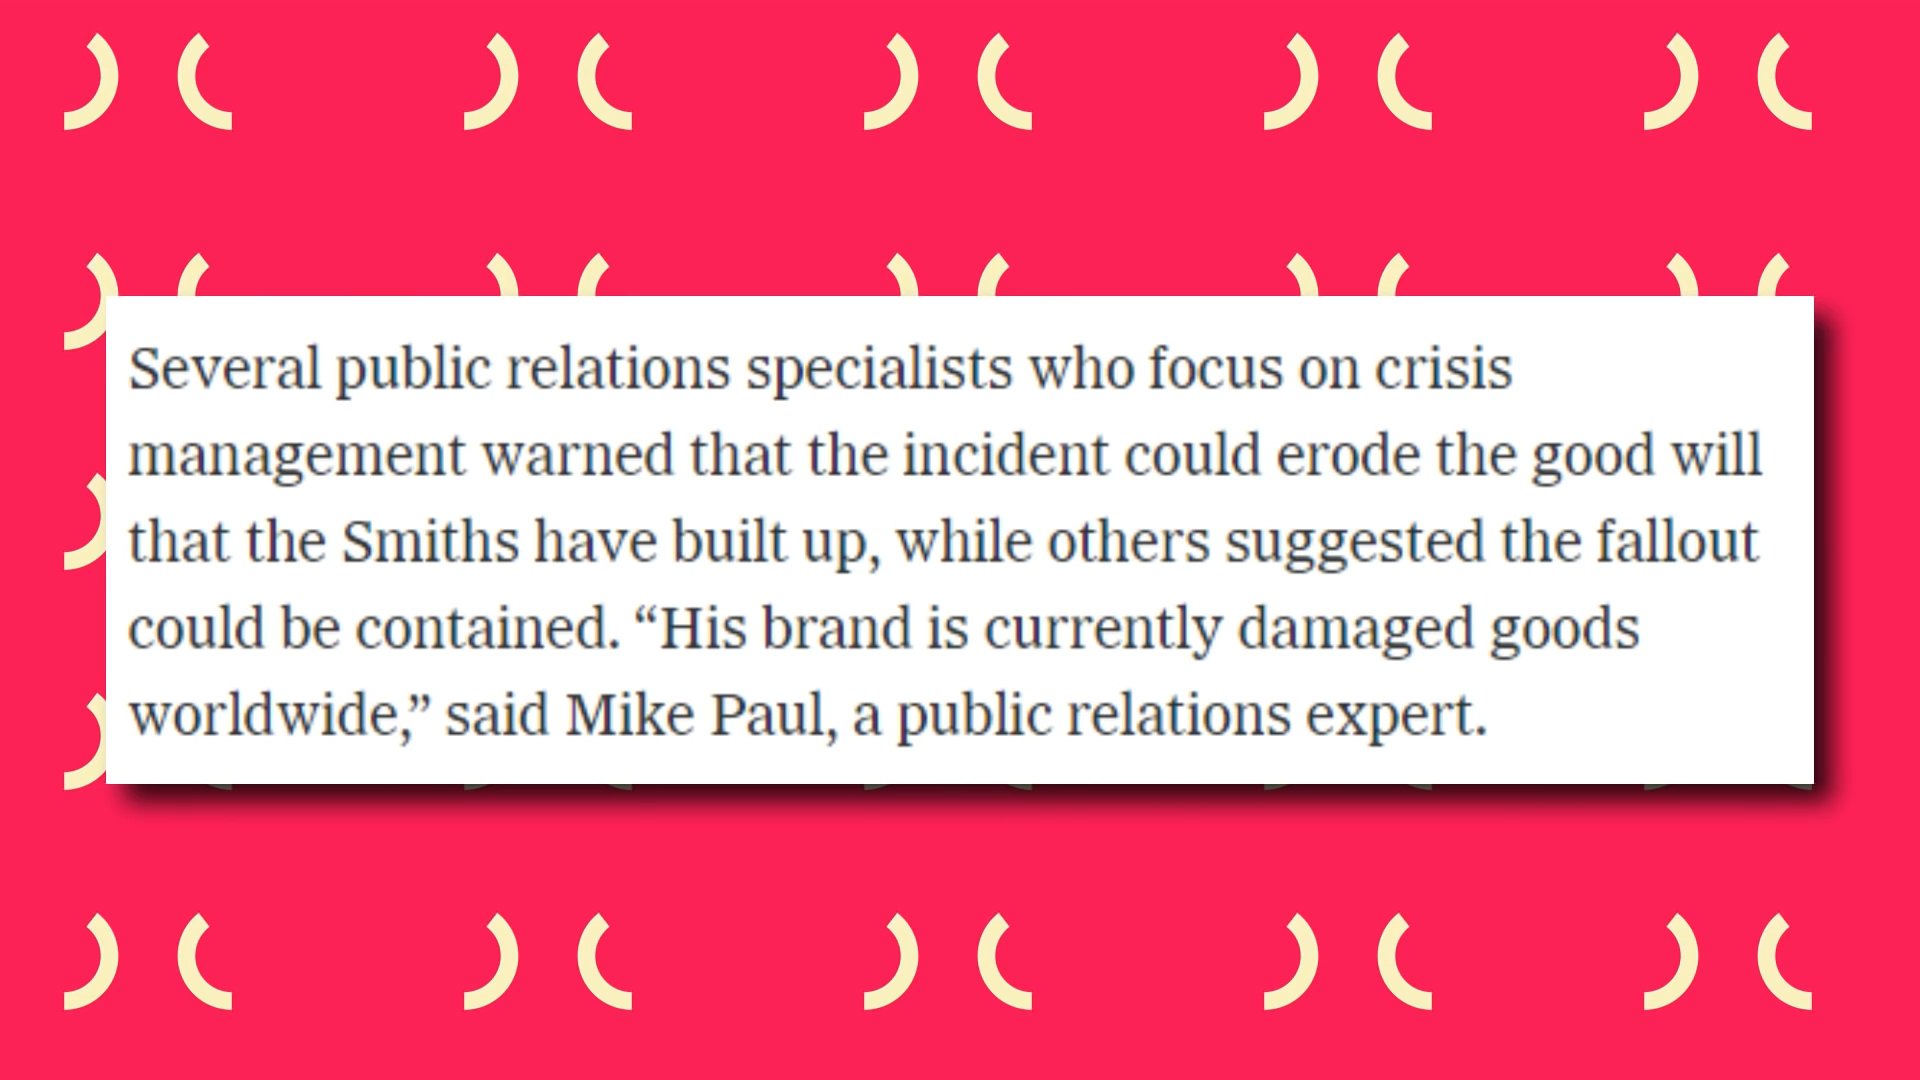 Several public relations specialists who focus on crisis
management warned that the incident could erode the good will
that the Smiths have built up, while others suggested the fallout
could be contained. “His brand is currently damaged goods
worldwide,” said Mike Paul, a public relations expert.